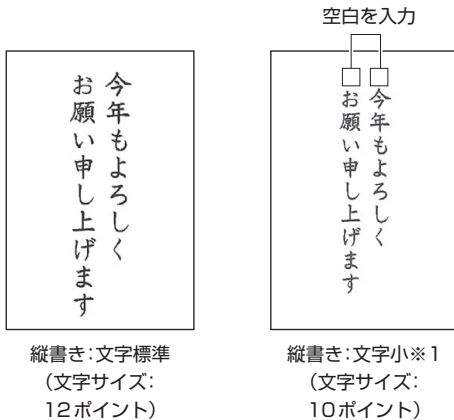 空白を入力
今年もよろしく
お願い申し上げます
縦書き:文字標準
(文字サイズ:
12ポイント)
今年もよろしく
お願い申し上げます
縦書き:文字小※1
(文字サイズ:
10ポイント)